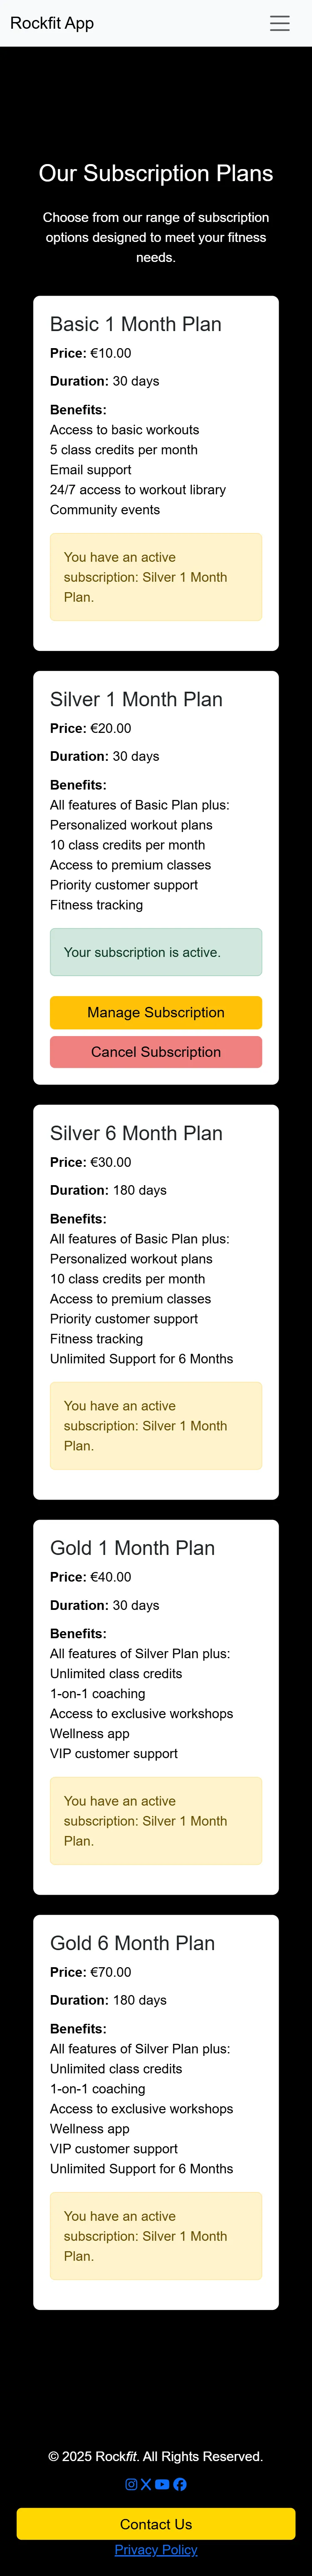 Rockfit App
Our Subscription Plans
Choose from our range of subscription
options designed to meet your fitness
needs.
Basic 1 Month Plan
Price: €10.00
Duration: 30 days
Benefits:
Access to basic workouts
5 class credits per month
Email support
24/7 access to workout library
Community events
You have an active
subscription: Silver 1 Month
Plan.
Silver 1 Month Plan
Price: €20.00
Duration: 30 days
Benefits:
All features of Basic Plan plus:
Personalized workout plans
10 class credits per month
Access to premium classes
Priority customer support
Fitness tracking
Your subscription is active.
Manage Subscription
Cancel Subscription
Silver 6 Month Plan
Price: €30.00
Duration: 180 days
Benefits:
All features of Basic Plan plus:
Personalized workout plans
10 class credits per month
Access to premium classes
Priority customer support
Fitness tracking
Unlimited Support for 6 Months
You have an active
subscription: Silver 1 Month
Plan.
Gold 1 Month Plan
Price: €40.00
Duration: 30 days
Benefits:
All features of Silver Plan plus:
Unlimited class credits
1-on-1 coaching
Access to exclusive workshops
Wellness app
VIP customer support
You have an active
subscription: Silver 1 Month
Plan.
Gold 6 Month Plan
Price: €70.00
Duration: 180 days
Benefits:
All features of Silver Plan plus:
Unlimited class credits
1-on-1 coaching
Access to exclusive workshops
Wellness app
VIP customer support
Unlimited Support for 6 Months
You have an active
subscription: Silver 1 Month
Plan.
© 2025 Rockfit. All Rights Reserved.
Contact Us
Privacy Policy